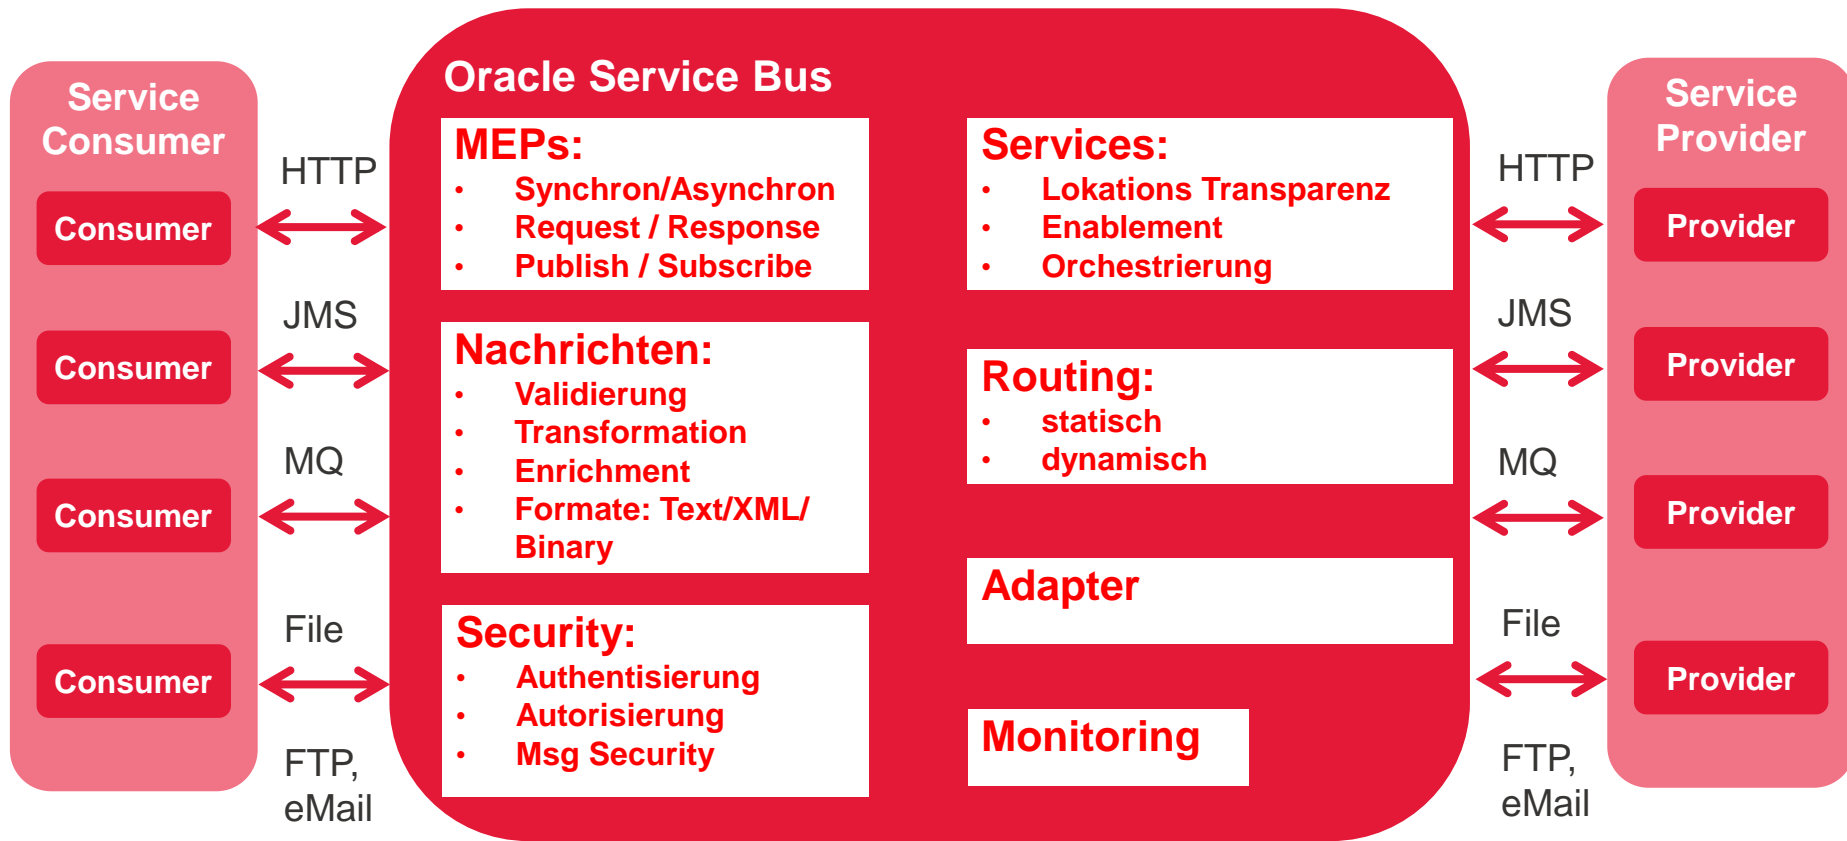 Service
Consumer
Consumer
Consumer
Consumer
Consumer
HTTP
JMS
MQ
File
FTP,
eMail
Oracle Service Bus
MEPs:
• Synchron/Asynchron
• Request / Response
• Publish / Subscribe
Nachrichten:
• Validierung
• Transformation
• Enrichment
• Formate: Text/XML/
Binary
Security:
• Authentisierung
• Autorisierung
• Msg Security
Services:
• Lokations Transparenz
• Enablement
• Orchestrierung
Routing:
• statisch
• dynamisch
Adapter
Monitoring
HTTP
JMS
MQ
File
FTP,
eMail
Service
Provider
Provider
Provider
Provider
Provider